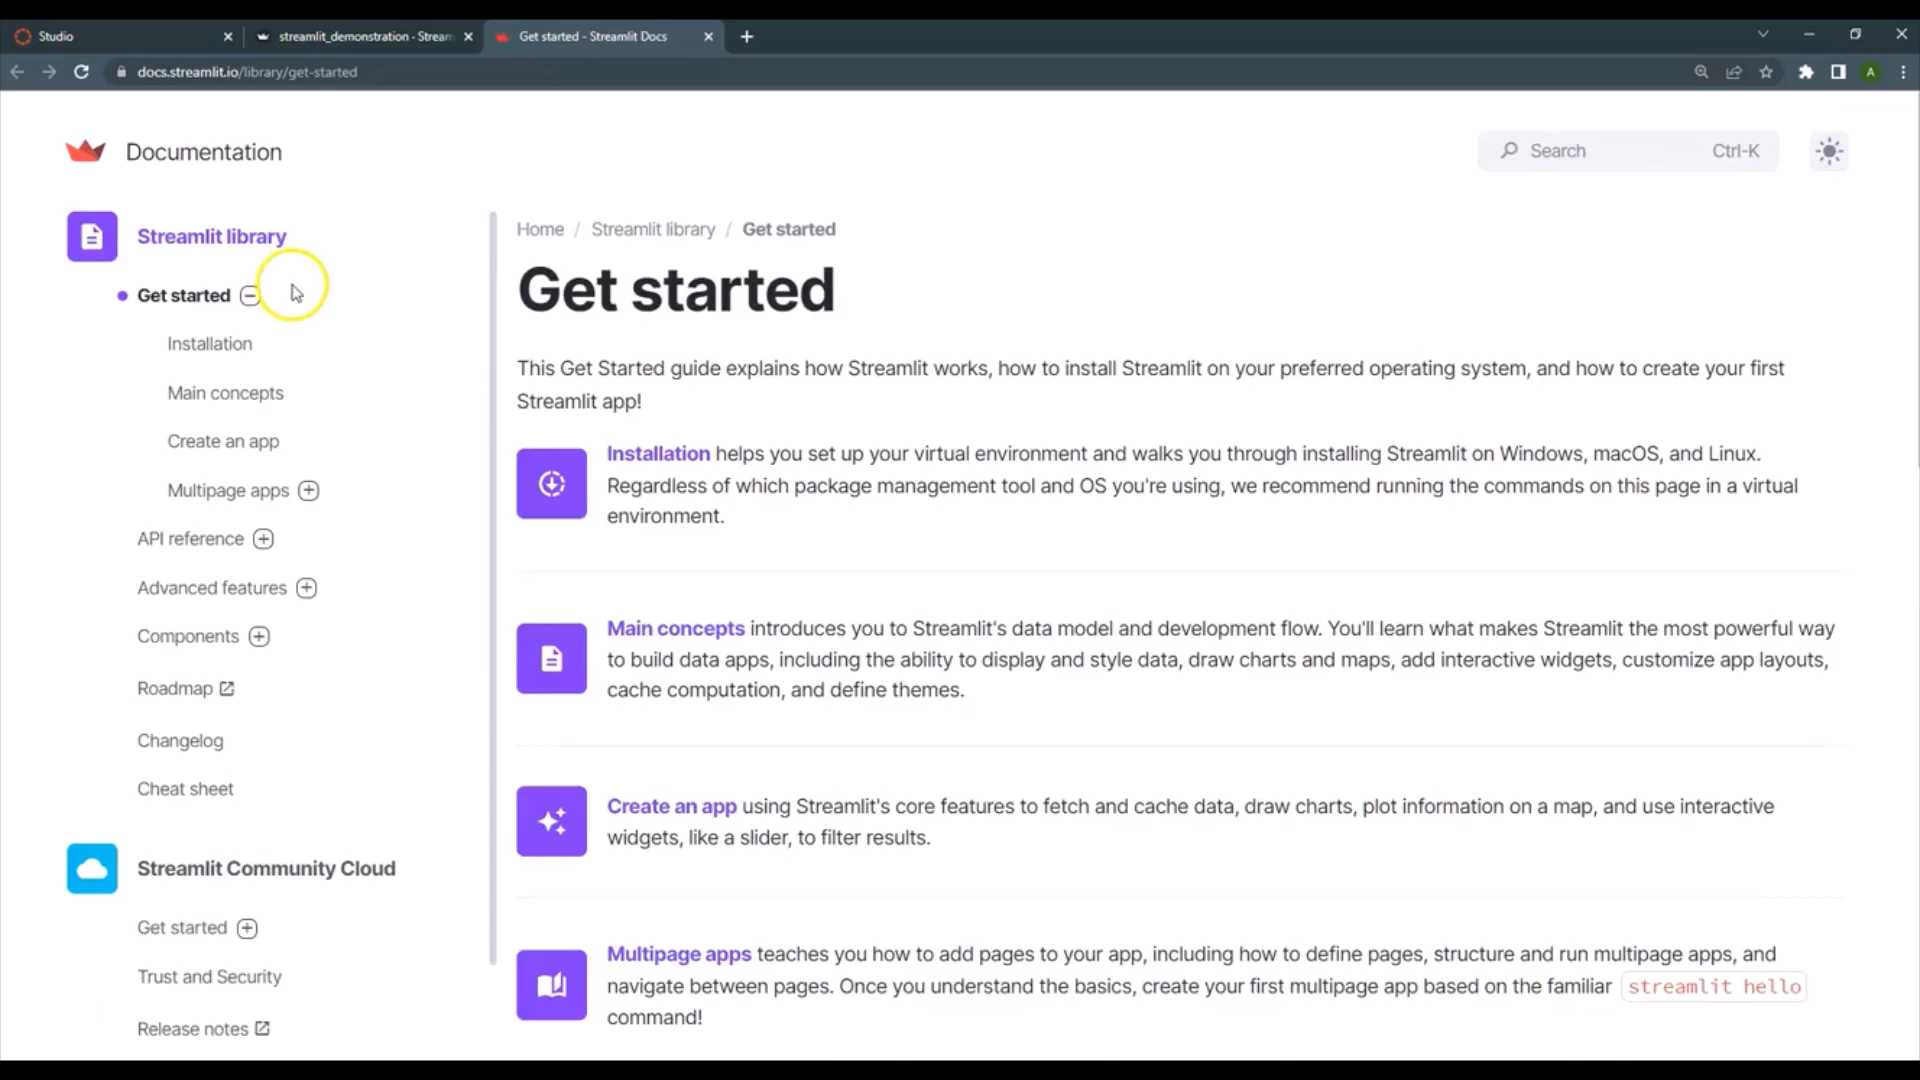 Studio
streamlit_demonstration - Stream
Get started - Streamlit Docs
docs.streamlit.io/library/get-started
A
Documentation
Search
Ctrl-K
Streamlit library
Get started
Installation
Main concepts
Create an app
Multipage apps
API reference
Advanced features
Components
Roadmap
Changelog
Cheat sheet
Streamlit Community Cloud
Get started
Trust and Security
Release notes
Home / Streamlit library / Get started
Get started
This Get Started guide explains how Streamlit works, how to install Streamlit on your preferred operating system, and how to create your first
Streamlit app!
Installation helps you set up your virtual environment and walks you through installing Streamlit on Windows, macOS, and Linux.
Regardless of which package management tool and OS you're using, we recommend running the commands on this page in a virtual
environment.
Main concepts introduces you to Streamlit's data model and development flow. You'll learn what makes Streamlit the most powerful way
to build data apps, including the ability to display and style data, draw charts and maps, add interactive widgets, customize app layouts,
cache computation, and define themes.
Create an app using Streamlit's core features to fetch and cache data, draw charts, plot information on a map, and use interactive
widgets, like a slider, to filter results.
Multipage apps teaches you how to add pages to your app, including how to define pages, structure and run multipage apps, and
navigate between pages. Once you understand the basics, create your first multipage app based on the familiar streamlit hello
command!